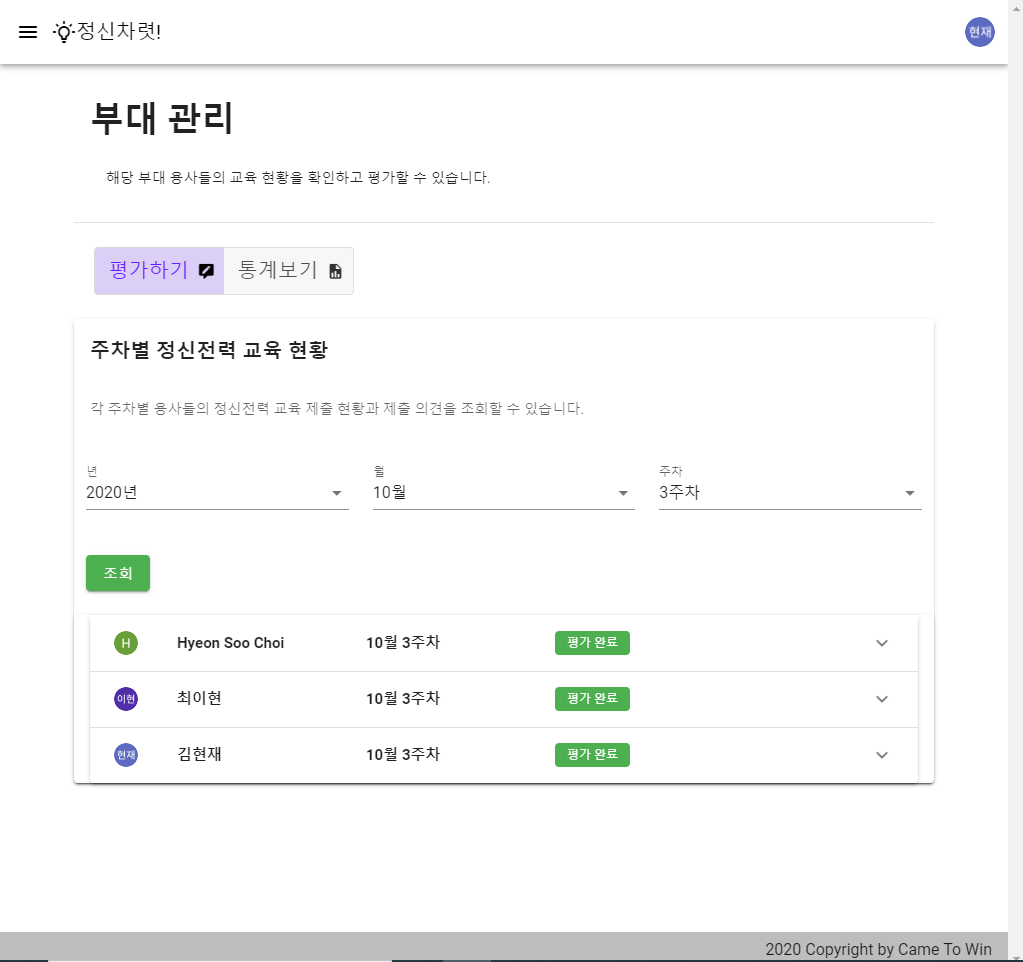 정신차렷!
현재
부대 관리
해당 부대 용사들의 교육 현황을 확인하고 평가할 수 있습니다.
평가하기 통계보기
주차별 정신전력 교육 현황
각 주차별 용사들의 정신전력 교육 제출 현황과 제출 의견을 조회할 수 있습니다.
년 월 주차
2020년 10월 3주차
조회
H Hyeon Soo Choi 10월 3주차 평가 완료
이현 최이현 10월 3주차 평가 완료
현재 김현재 10월 3주차 평가 완료
2020 Copyright by Came To Win